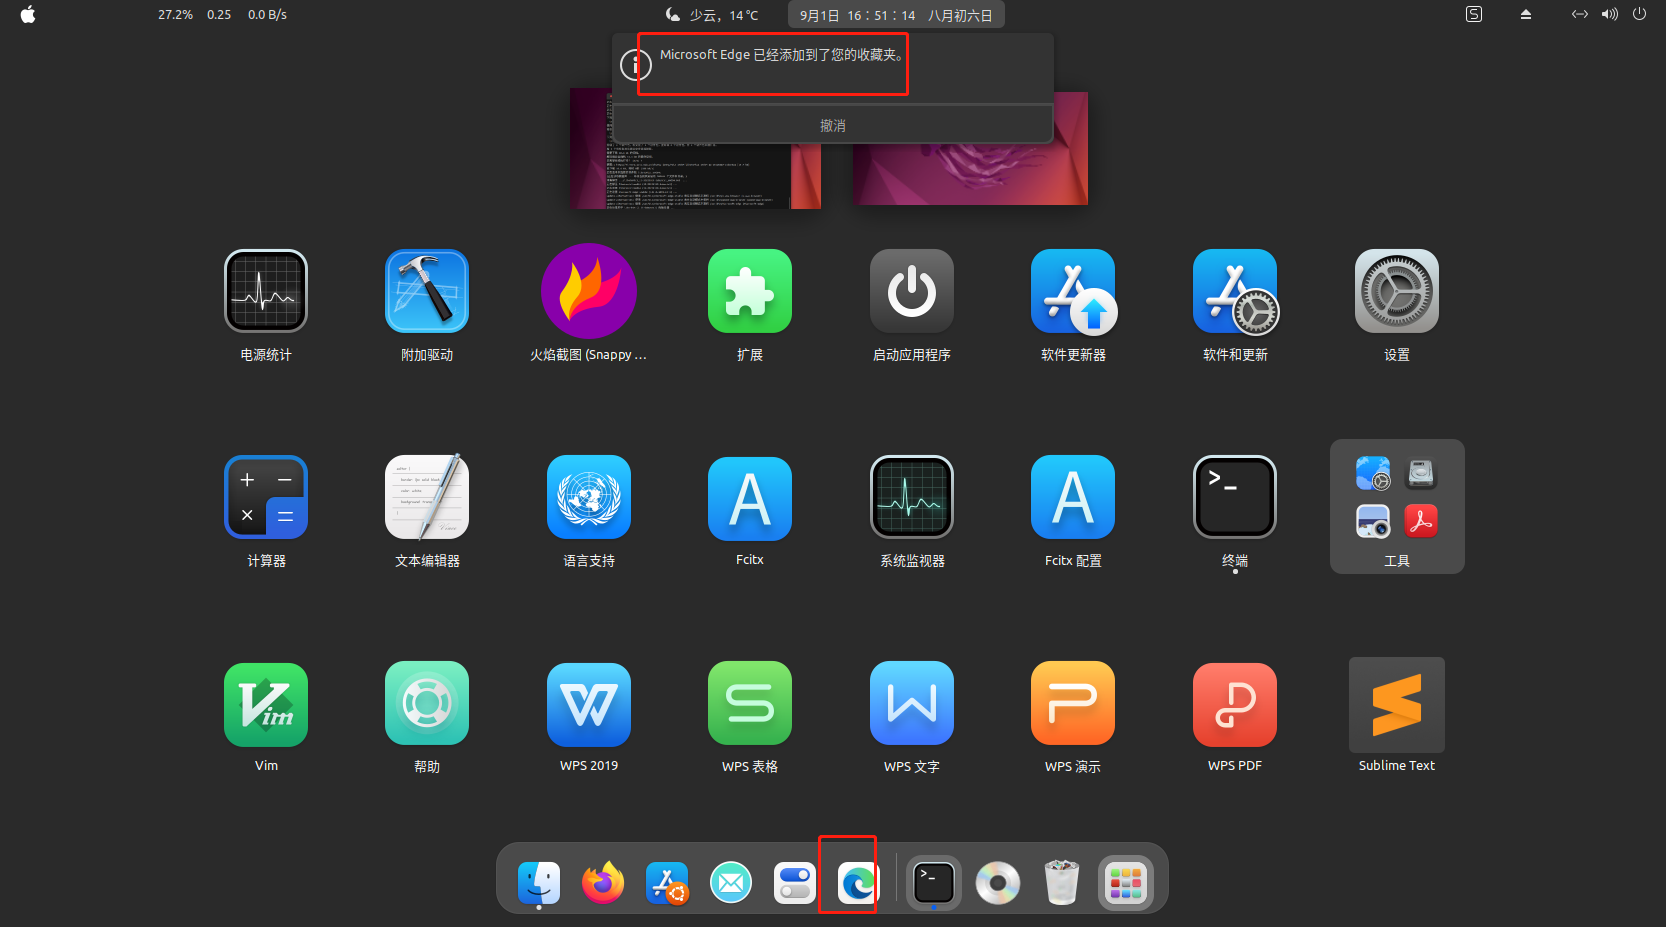 27.2% 0.25 0.0 B/s
少云，14 °C
9月1日 16：51：14 八月初六日
Microsoft Edge 已经添加到了您的收藏夹。
撤消
电源统计
附加驱动
火焰截图 (Snappy ...
扩展
启动应用程序
软件更新器
软件和更新
设置
计算器
文本编辑器
语言支持
Fcitx
系统监视器
Fcitx 配置
终端
工具
Vim
帮助
WPS 2019
WPS 表格
WPS 文字
WPS 演示
WPS PDF
Sublime Text